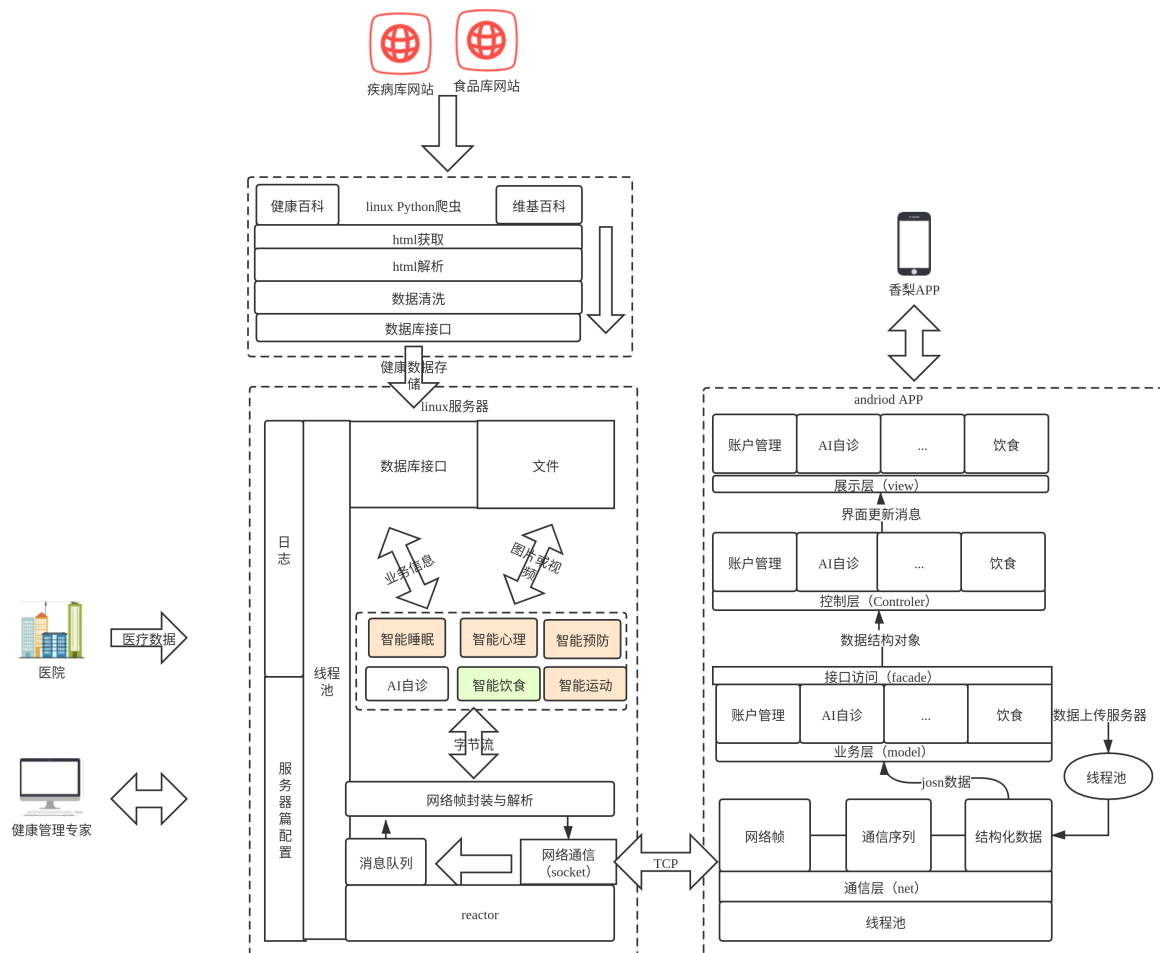 疾病库网站
食品库网站
健康百科
linux Python爬虫
维基百科
html获取
html解析
数据清洗
数据库接口
健康数据存
储
linux服务器
日
志
线程
池
数据库接口
文件
业务信息
图片或视
频
智能睡眠
智能心理
智能预防
AI自诊
智能饮食
智能运动
字节流
服
务
器
篇
配
置
网络帧封装与解析
消息队列
网络通信
（socket）
reactor
医疗数据
医院
健康管理专家
TCP
香梨APP
andriod APP
账户管理
AI自诊
...
饮食
展示层（view）
界面更新消息
账户管理
AI自诊
...
饮食
控制层（Controler）
数据结构对象
接口访问（facade）
账户管理
AI自诊
...
饮食
业务层（model）
数据上传服务器
线程池
josn数据
网络帧
通信序列
结构化数据
通信层（net）
线程池